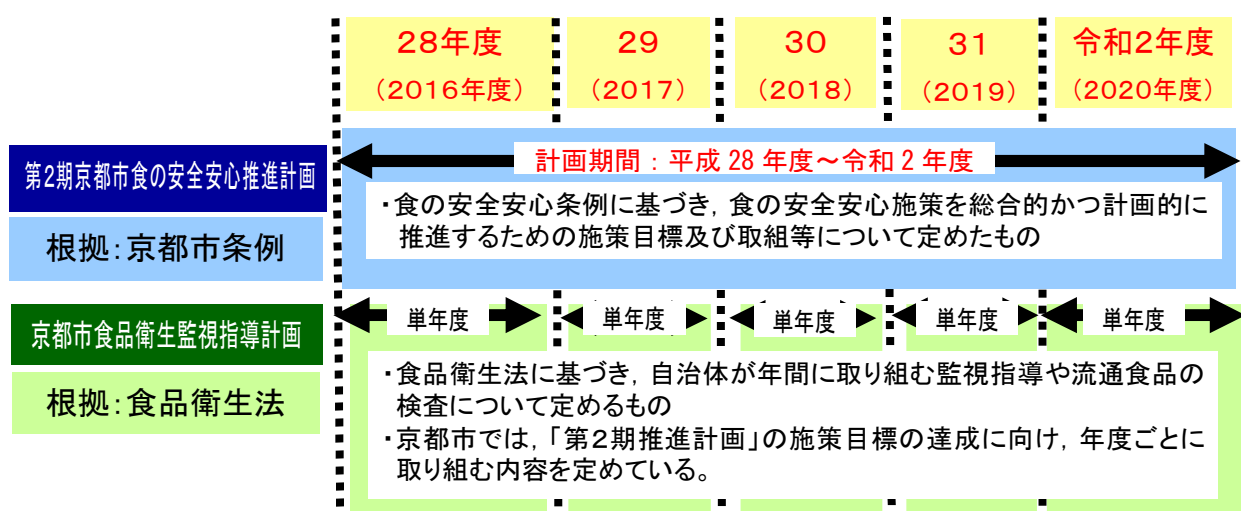 28年度 29 30 31 令和2年度
（2016年度） （2017） （2018） （2019） （2020年度）
第2期京都市食の安全安心推進計画
根拠：京都市条例
計画期間：平成 28 年度～令和 2 年度
・食の安全安心条例に基づき，食の安全安心施策を総合的かつ計画的に
推進するための施策目標及び取組等について定めたもの
京都市食品衛生監視指導計画
根拠：食品衛生法
単年度 単年度 単年度 単年度 単年度
・食品衛生法に基づき，自治体が年間に取り組む監視指導や流通食品の
検査について定めるもの
・京都市では，「第２期推進計画」の施策目標の達成に向け，年度ごとに
取り組む内容を定めている。